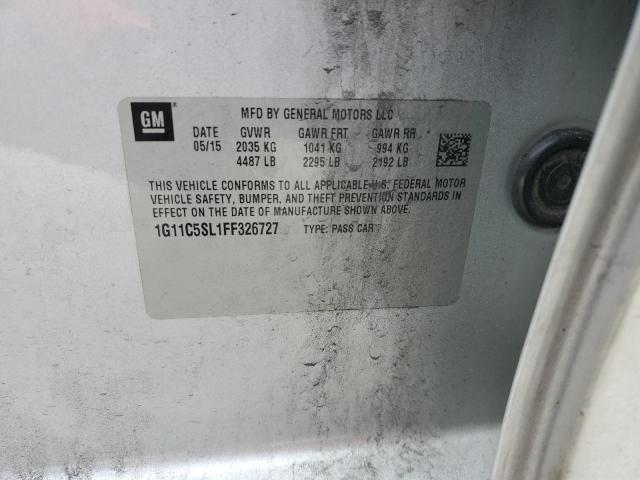 GM
MFD BY GENERAL MOTORS LLC
DATE GVWR GAWR FRT GAWR RR
05/15 2035 KG 1041 KG 994 KG
4487 LB 2295 LB 2192 LB
THIS VEHICLE CONFORMS TO ALL APPLICABLE U.S. FEDERAL MOTOR
VEHICLE SAFETY, BUMPER, AND THEFT PREVENTION STANDARDS IN
EFFECT ON THE DATE OF MANUFACTURE SHOWN ABOVE.
1G11C5SL1FF326727 TYPE: PASS CAR